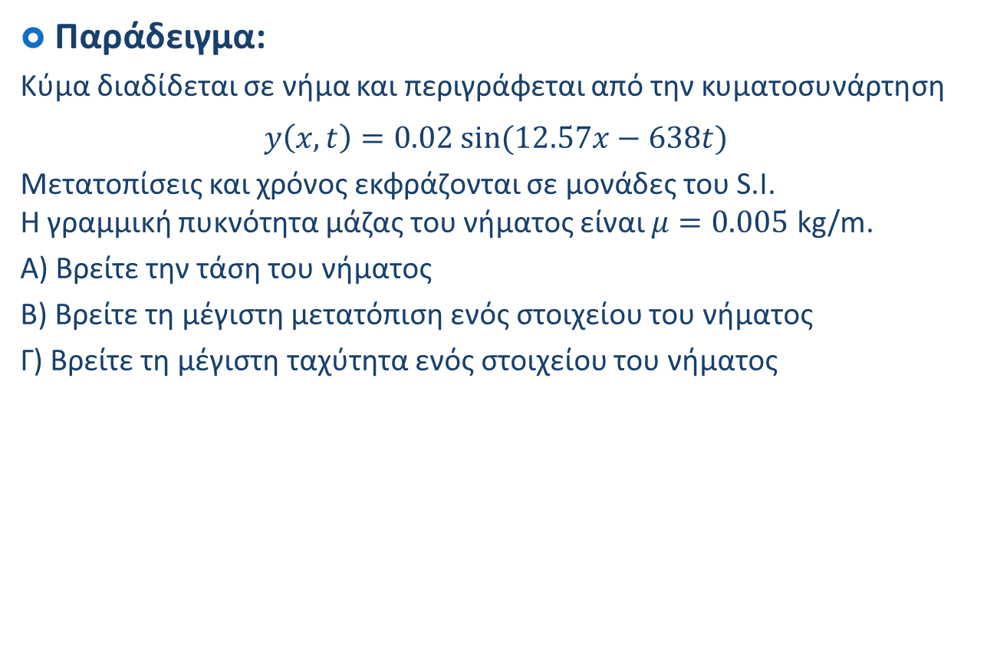 Παράδειγμα:
Κύμα διαδίδεται σε νήμα και περιγράφεται από την κυματοσυνάρτηση
y(x, t) = 0.02 sin(12.57x − 638t)
Μετατοπίσεις και χρόνος εκφράζονται σε μονάδες του S.I.
Η γραμμική πυκνότητα μάζας του νήματος είναι μ = 0.005 kg/m.
Α) Βρείτε την τάση του νήματος
Β) Βρείτε τη μέγιστη μετατόπιση ενός στοιχείου του νήματος
Γ) Βρείτε τη μέγιστη ταχύτητα ενός στοιχείου του νήματος